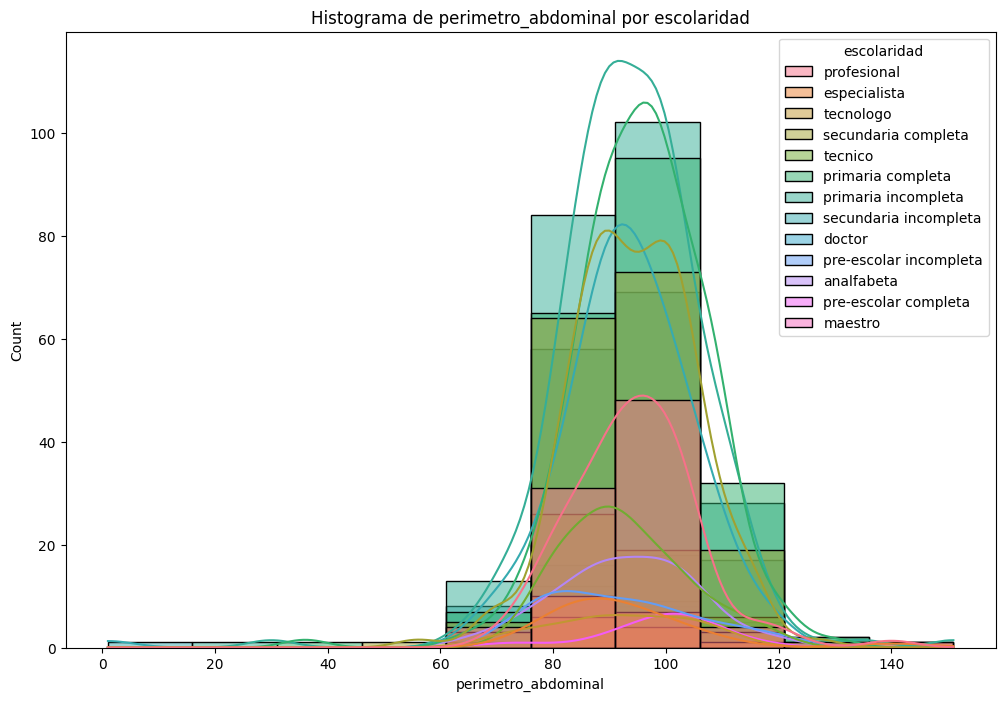 Histograma de perimetro_abdominal por escolaridad
escolaridad
profesional
especialista
tecnologo
secundaria completa
tecnico
primaria completa
primaria incompleta
secundaria incompleta
doctor
pre-escolar incompleta
analfabeta
pre-escolar completa
maestro
Count
100
80
60
40
20
0
0 20 40 60 80 100 120 140
perimetro_abdominal